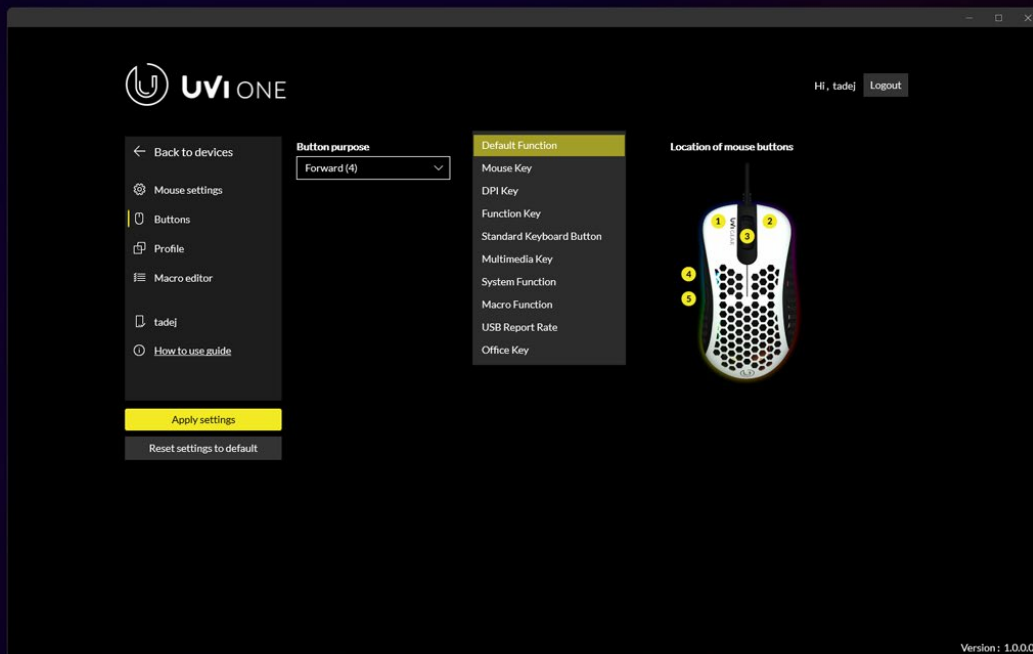 UVI ONE
Hi, tadej
Logout
Back to devices
Mouse settings
Buttons
Profile
Macro editor
tadej
How to use guide
Apply settings
Reset settings to default
Button purpose
Forward (4)
Default Function
Mouse Key
DPI Key
Function Key
Standard Keyboard Button
Multimedia Key
System Function
Macro Function
USB Report Rate
Office Key
Location of mouse buttons
1
2
3
4
5
Version : 1.0.0.0